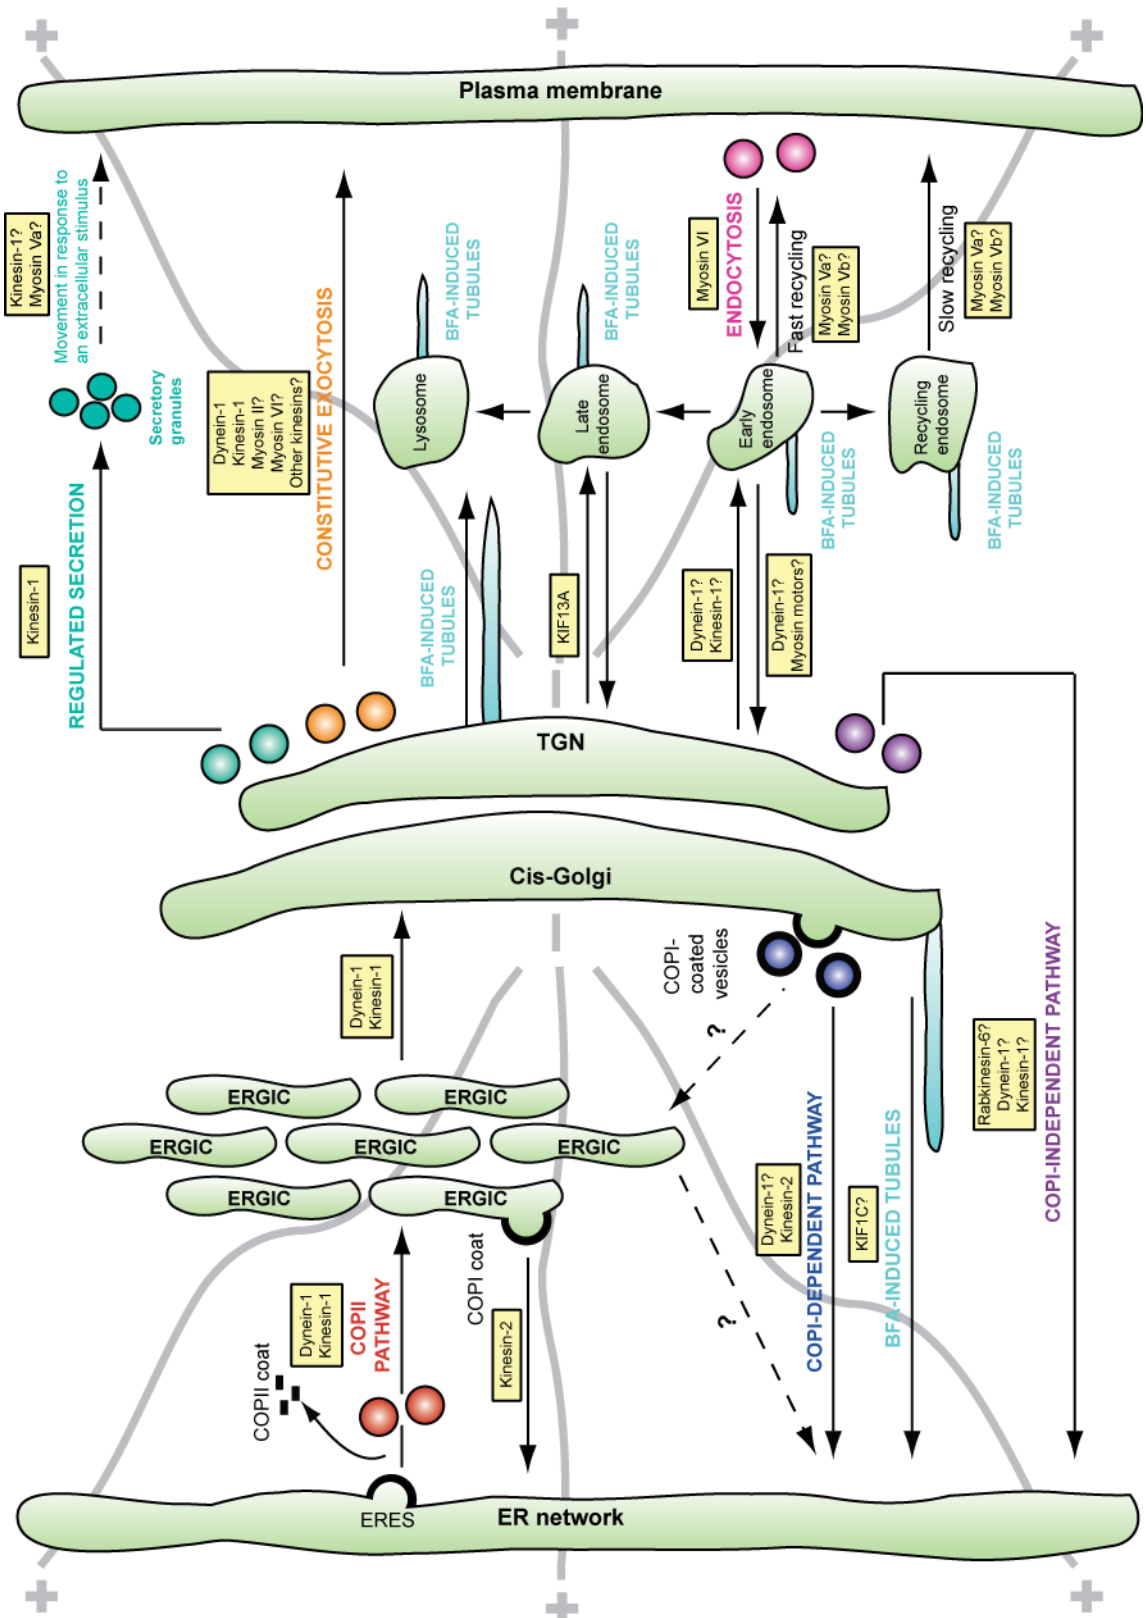 +
+
+
Plasma membrane
Kinesin-1?
Myosin Va?
Movement in response to
an extracellular stimulus
Secretory
granules
Kinesin-1
REGULATED SECRETION
Dynein-1
Kinesin-1
Myosin II?
Myosin VI?
Other kinesins?
CONSTITUTIVE EXOCYTOSIS
BFA-INDUCED
TUBULES
Lysosome
BFA-INDUCED
TUBULES
Late
endosome
BFA-INDUCED
TUBULES
Myosin VI
ENDOCYTOSIS
Fast recycling
Myosin Va?
Myosin Vb?
Early
endosome
BFA-INDUCED
TUBULES
Slow recycling
Myosin Va?
Myosin Vb?
Recycling
endosome
BFA-INDUCED
TUBULES
KIF13A
Dynein-1?
Kinesin-1?
Dynein-1?
Myosin motors?
TGN
Cis-Golgi
Dynein-1
Kinesin-1
COPI-
coated
vesicles
?
ERGIC
ERGIC
ERGIC
ERGIC
ERGIC
ERGIC
ERGIC
COPI coat
Kinesin-2
Dynein-1
Kinesin-1
COPII
PATHWAY
COPII coat
?
Dynein-1?
Kinesin-2
COPI-DEPENDENT PATHWAY
KIF1C?
BFA-INDUCED TUBULES
Rabkinesin-6?
Dynein-1?
Kinesin-1?
COPI-INDEPENDENT PATHWAY
ERES
ER network
+
+
+